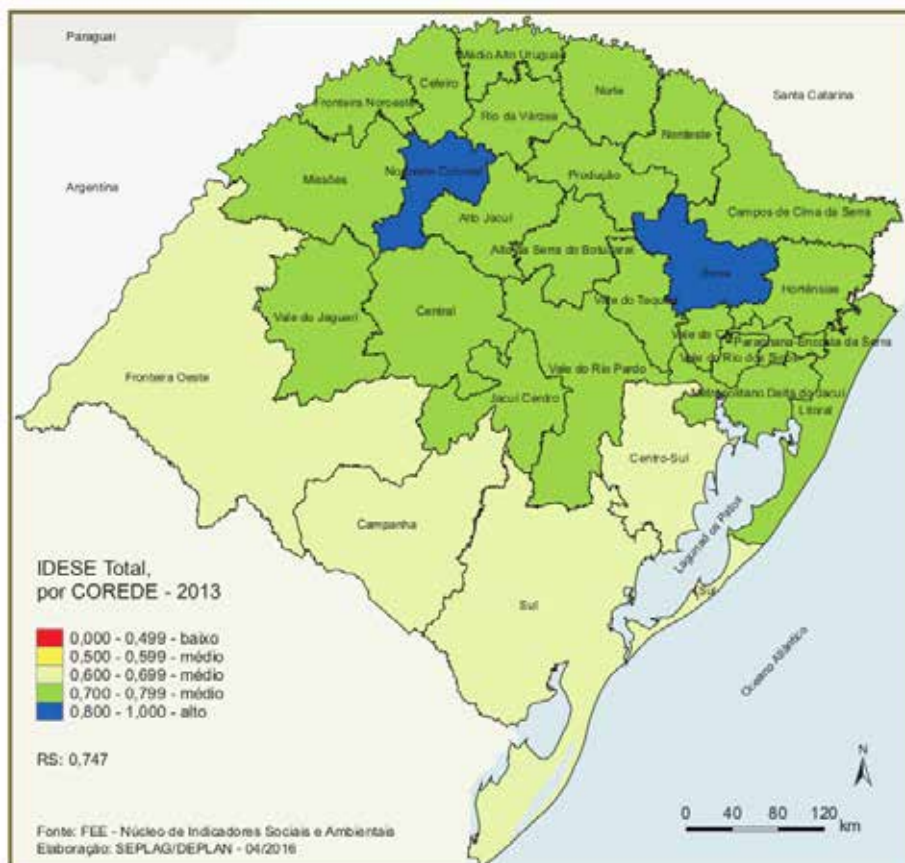 Paraguai
Médio Alto Uruguai
Celeiro
Norte
Santa Catarina
Fronteira Noroeste
Rio da Várzea
Nordeste
Argentina
Missões
Noroeste Colonial
Produção
Campos de Cima da Serra
Alto Jacuí
Alto da Serra do Botucaraí
Serra
Hortênsias
Vale do Jaguari
Central
Vale do Taquari
Vale do
Paranhana-Encosta da Serra
Vale do Rio dos Sinos
Fronteira Oeste
Vale do Rio Pardo
Metropolitano Delta do Jacuí
Jacuí Centro
Litoral
Centro-Sul
Campanha
Lagunad os Patos
Sul
Sul
Oceano Atlântico
IDESE Total,
por COREDE - 2013
0,000 - 0,499 - baixo
0,500 - 0,599 - médio
0,600 - 0,699 - médio
0,700 - 0,799 - médio
0,800 - 1,000 - alto
RS: 0,747
N
0 40 80 120
km
Fonte: FEE - Núcleo de Indicadores Sociais e Ambientais
Elaboração: SEPLAG/DEPLAN - 04/2016